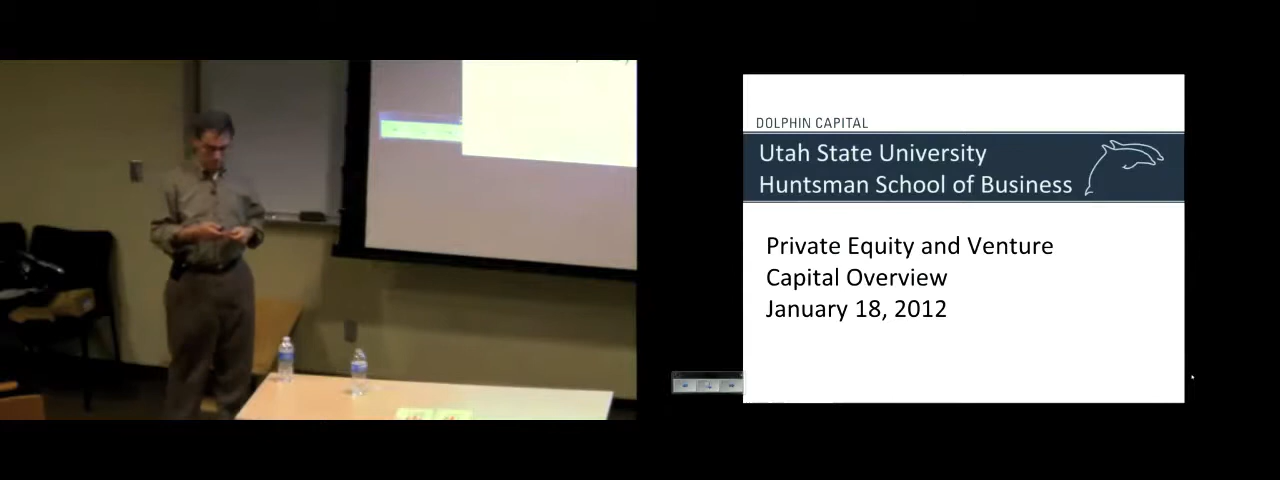 DOLPHIN CAPITAL
Utah State University
Huntsman School of Business
Private Equity and Venture
Capital Overview
January 18, 2012